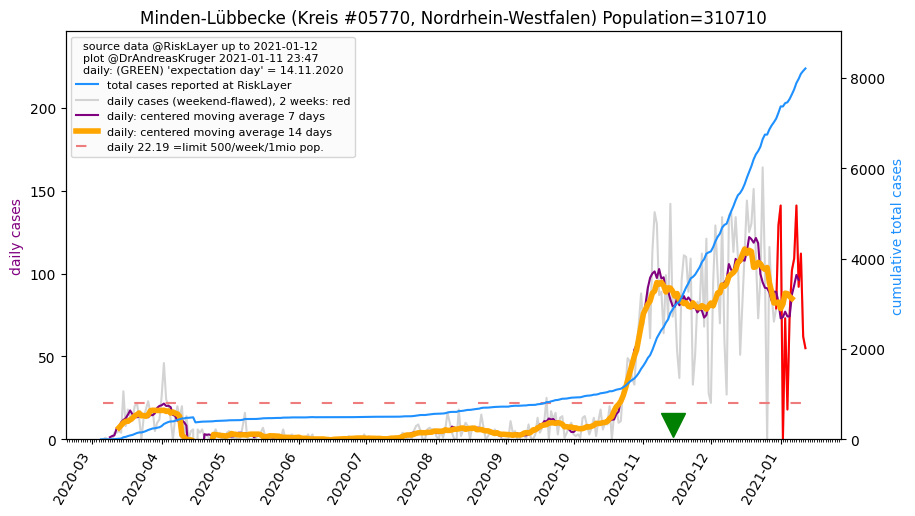 Minden-Lübbecke (Kreis #05770, Nordrhein-Westfalen) Population=310710
source data @RiskLayer up to 2021-01-12
plot @DrAndreasKruger 2021-01-11 23:47
daily: (GREEN) 'expectation day' = 14.11.2020
total cases reported at RiskLayer
daily cases (weekend-flawed), 2 weeks: red
daily: centered moving average 7 days
daily: centered moving average 14 days
daily 22.19 =limit 500/week/1mio pop.
daily cases
200
150
100
50
0
cumulative total cases
8000
6000
4000
2000
0
2020-03
2020-04
2020-05
2020-06
2020-07
2020-08
2020-09
2020-10
2020-11
2020-12
2021-01